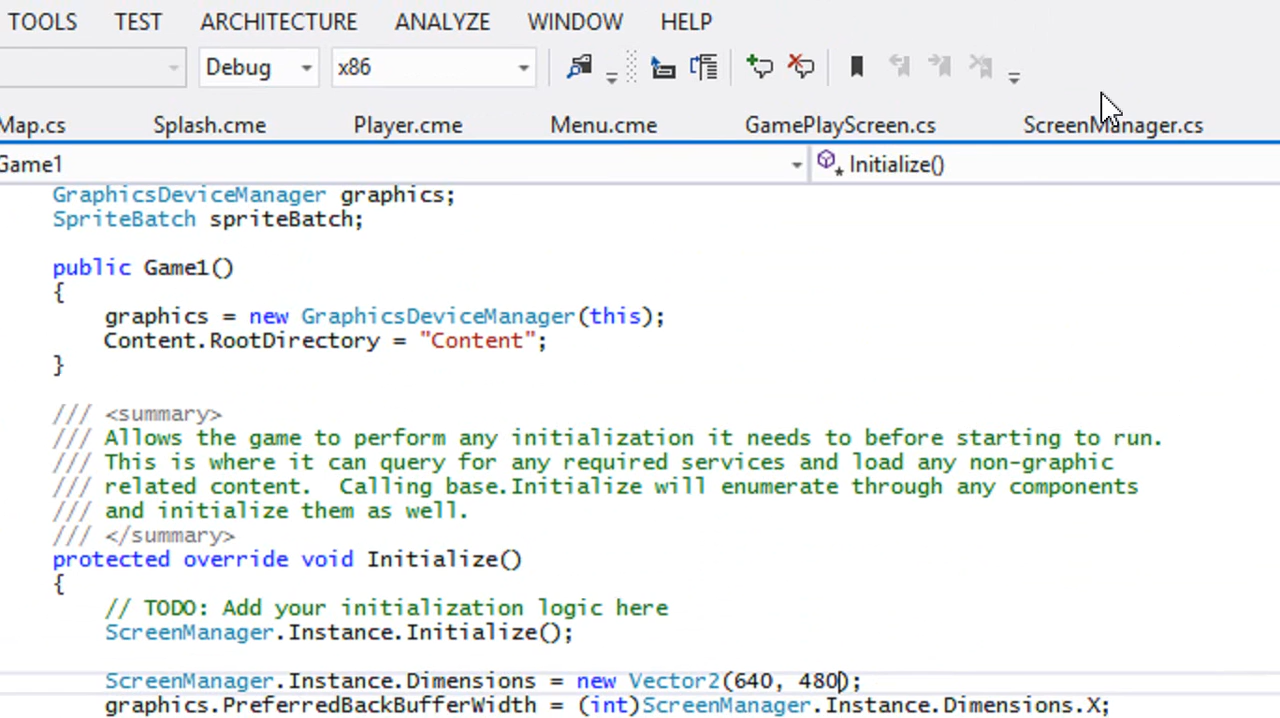 TOOLS TEST ARCHITECTURE ANALYZE WINDOW HELP
Debug x86
Map.cs Splash.cme Player.cme Menu.cme GamePlayScreen.cs ScreenManager.cs
Game1 Initialize()
GraphicsDeviceManager graphics;
SpriteBatch spriteBatch;
public Game1()
{
graphics = new GraphicsDeviceManager(this);
Content.RootDirectory = "Content";
}
/// <summary>
/// Allows the game to perform any initialization it needs to before starting to run.
/// This is where it can query for any required services and load any non-graphic
/// related content.  Calling base.Initialize will enumerate through any components
/// and initialize them as well.
/// </summary>
protected override void Initialize()
{
// TODO: Add your initialization logic here
ScreenManager.Instance.Initialize();
ScreenManager.Instance.Dimensions = new Vector2(640, 480);
graphics.PreferredBackBufferWidth = (int)ScreenManager.Instance.Dimensions.X;